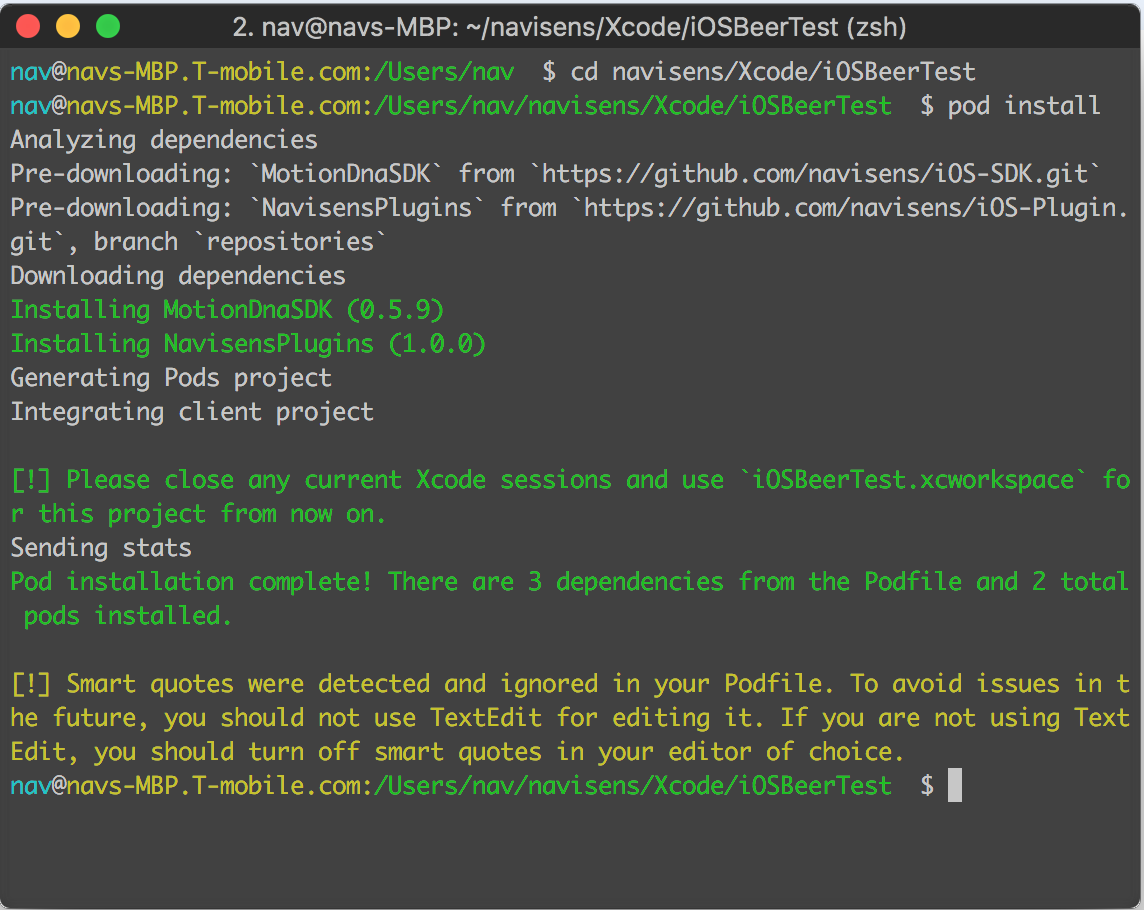 2. nav@navs-MBP: ~/navisens/Xcode/iOSBeerTest (zsh)
nav@navs-MBP.T-mobile.com:/Users/nav  $ cd navisens/Xcode/iOSBeerTest
nav@navs-MBP.T-mobile.com:/Users/nav/navisens/Xcode/iOSBeerTest  $ pod install
Analyzing dependencies
Pre-downloading: `MotionDnaSDK` from `https://github.com/navisens/iOS-SDK.git`
Pre-downloading: `NavisensPlugins` from `https://github.com/navisens/iOS-Plugin.
git`, branch `repositories`
Downloading dependencies
Installing MotionDnaSDK (0.5.9)
Installing NavisensPlugins (1.0.0)
Generating Pods project
Integrating client project

[!] Please close any current Xcode sessions and use `iOSBeerTest.xcworkspace` fo
r this project from now on.
Sending stats
Pod installation complete! There are 3 dependencies from the Podfile and 2 total
 pods installed.

[!] Smart quotes were detected and ignored in your Podfile. To avoid issues in t
he future, you should not use TextEdit for editing it. If you are not using Text
Edit, you should turn off smart quotes in your editor of choice.
nav@navs-MBP.T-mobile.com:/Users/nav/navisens/Xcode/iOSBeerTest  $